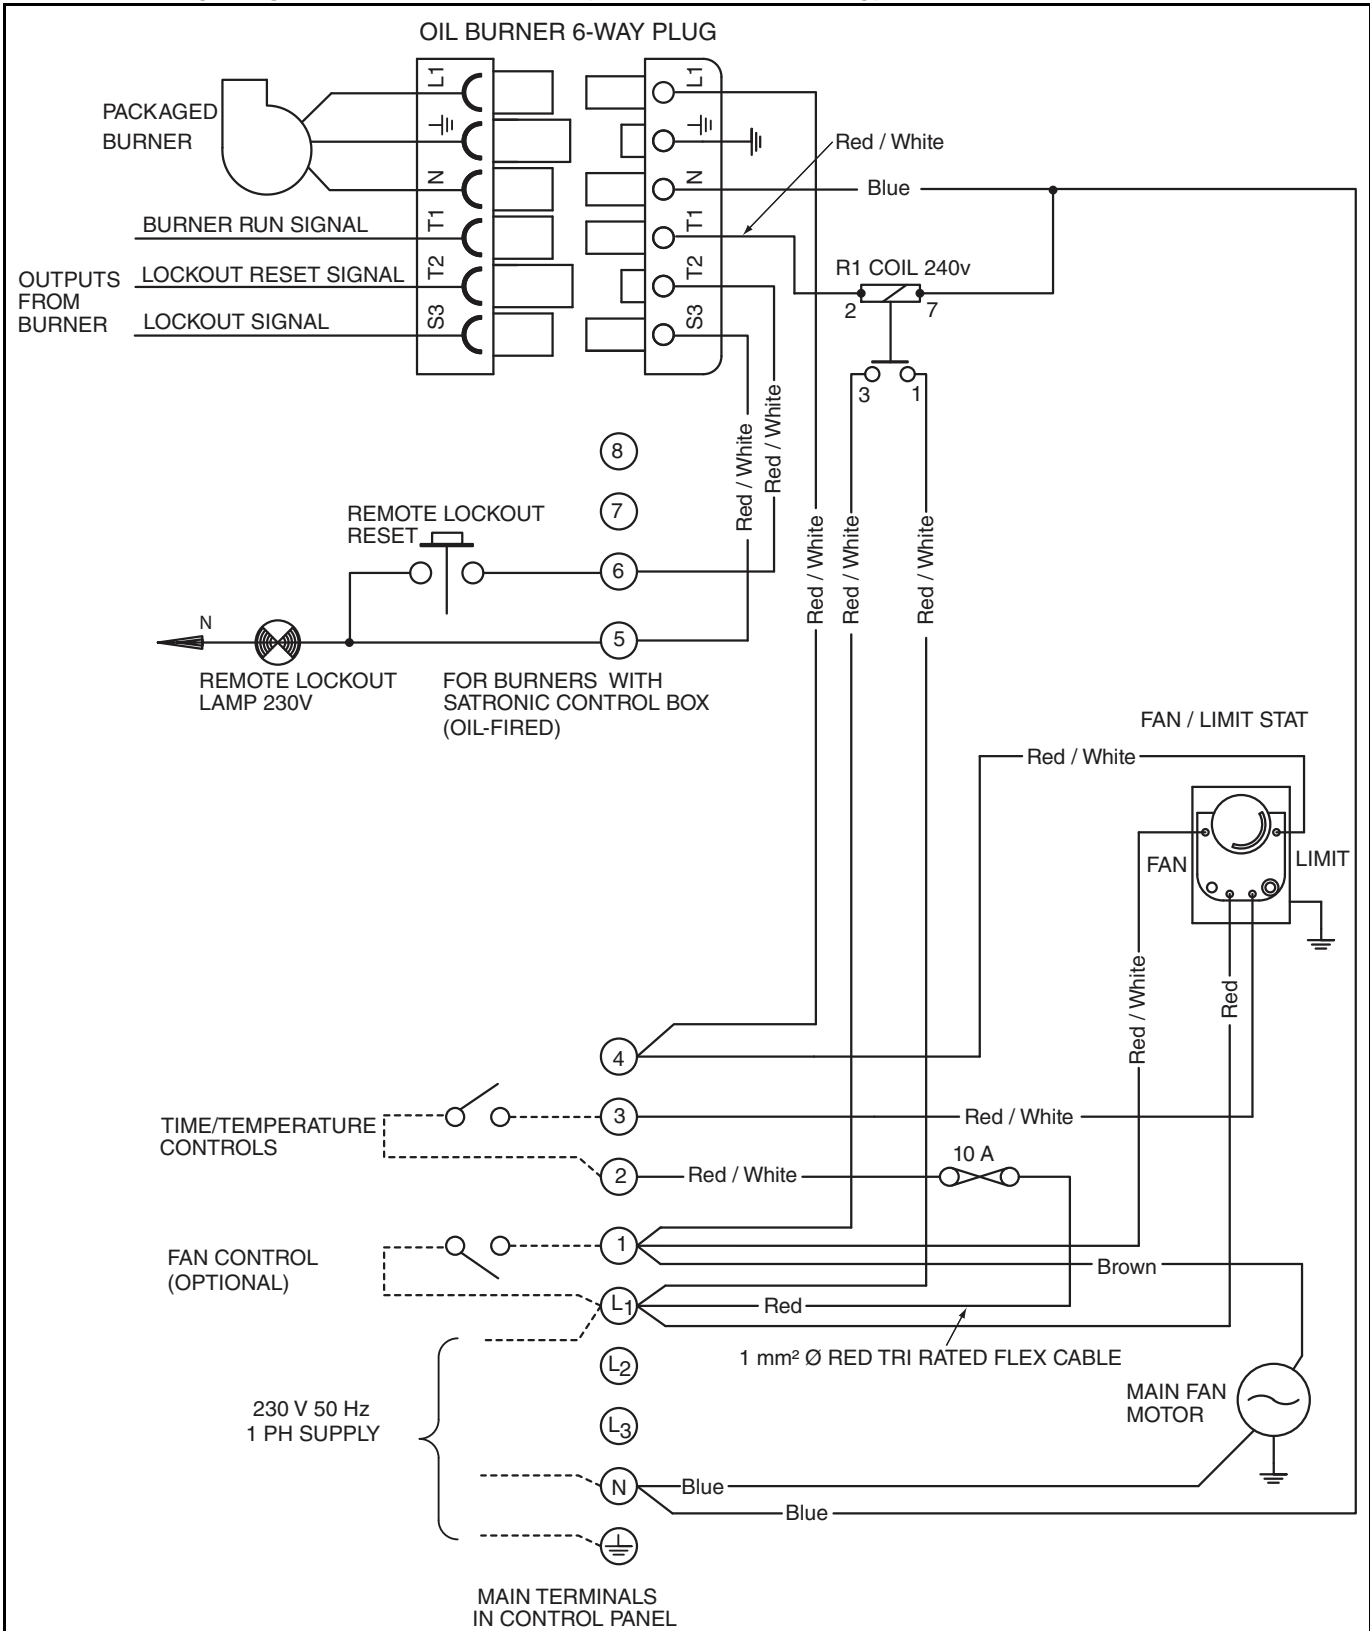 OIL BURNER 6-WAY PLUG
PACKAGED
BURNER
L1
N
T1
T2
S3
L1
N
T1
T2
S3
Red / White
Blue
BURNER RUN SIGNAL
OUTPUTS
FROM
BURNER
LOCKOUT RESET SIGNAL
LOCKOUT SIGNAL
R1 COIL 240v
2
7
3
1
Red / White
Red / White
Red / White
Red / White
Red / White
8
7
6
5
REMOTE LOCKOUT
RESET
N
REMOTE LOCKOUT
LAMP 230V
FOR BURNERS WITH
SATRONIC CONTROL BOX
(OIL-FIRED)
FAN / LIMIT STAT
Red / White
FAN
LIMIT
Red / White
Red
4
TIME/TEMPERATURE
CONTROLS
3
Red / White
2
Red / White
10 A
FAN CONTROL
(OPTIONAL)
1
Brown
L1
Red
1 mm² Ø RED TRI RATED FLEX CABLE
L2
L3
230 V 50 Hz
1 PH SUPPLY
MAIN FAN
MOTOR
N
Blue
Blue
MAIN TERMINALS
IN CONTROL PANEL